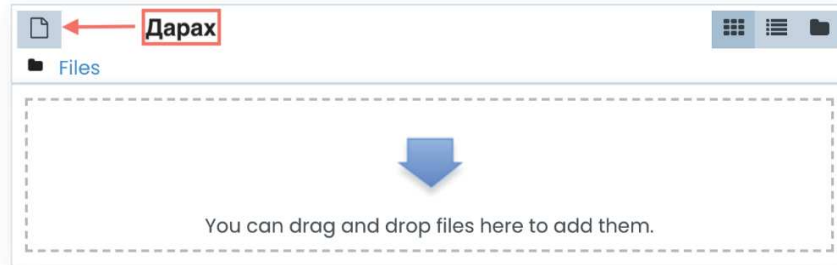 Дарах
Files
You can drag and drop files here to add them.